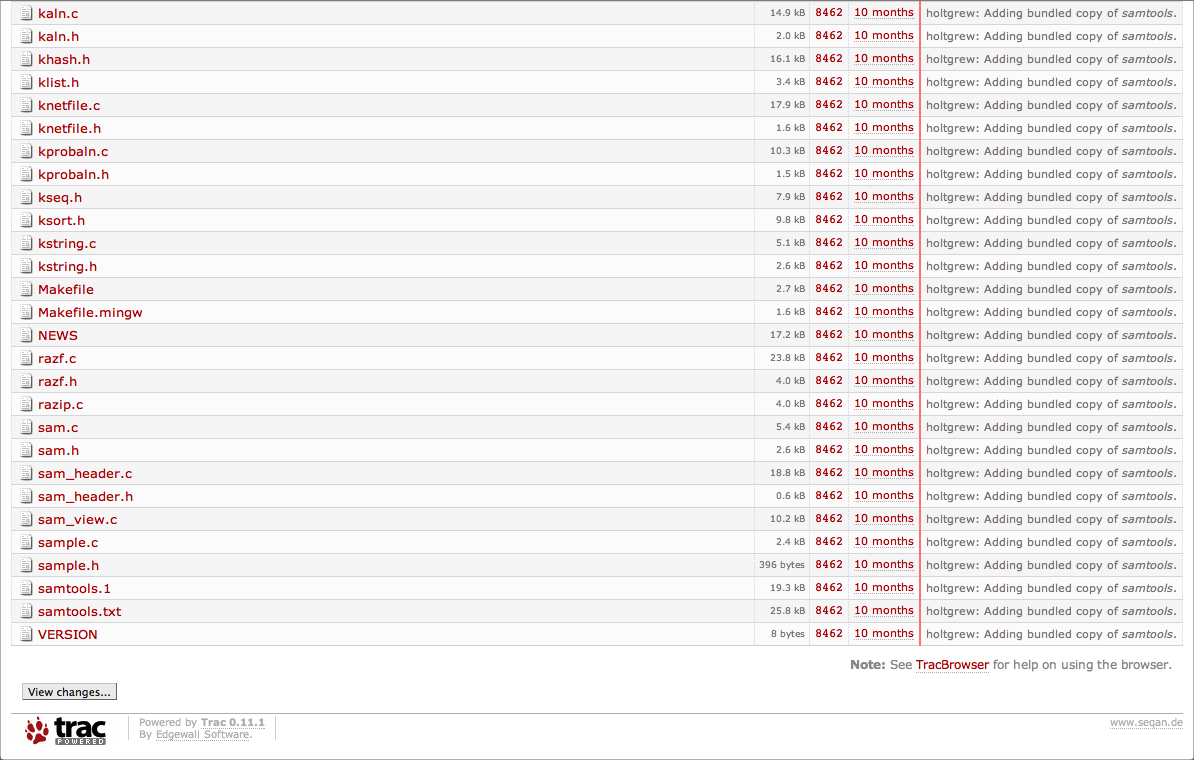 kaln.c 14.9 kB 8462 10 months holtgrew: Adding bundled copy of samtools.
kaln.h 2.0 kB 8462 10 months holtgrew: Adding bundled copy of samtools.
khash.h 16.1 kB 8462 10 months holtgrew: Adding bundled copy of samtools.
klist.h 3.4 kB 8462 10 months holtgrew: Adding bundled copy of samtools.
knetfile.c 17.9 kB 8462 10 months holtgrew: Adding bundled copy of samtools.
knetfile.h 1.6 kB 8462 10 months holtgrew: Adding bundled copy of samtools.
kprobaln.c 10.3 kB 8462 10 months holtgrew: Adding bundled copy of samtools.
kprobaln.h 1.5 kB 8462 10 months holtgrew: Adding bundled copy of samtools.
kseq.h 7.9 kB 8462 10 months holtgrew: Adding bundled copy of samtools.
ksort.h 9.8 kB 8462 10 months holtgrew: Adding bundled copy of samtools.
kstring.c 5.1 kB 8462 10 months holtgrew: Adding bundled copy of samtools.
kstring.h 2.6 kB 8462 10 months holtgrew: Adding bundled copy of samtools.
Makefile 2.7 kB 8462 10 months holtgrew: Adding bundled copy of samtools.
Makefile.mingw 1.6 kB 8462 10 months holtgrew: Adding bundled copy of samtools.
NEWS 17.2 kB 8462 10 months holtgrew: Adding bundled copy of samtools.
razf.c 23.8 kB 8462 10 months holtgrew: Adding bundled copy of samtools.
razf.h 4.0 kB 8462 10 months holtgrew: Adding bundled copy of samtools.
razip.c 4.0 kB 8462 10 months holtgrew: Adding bundled copy of samtools.
sam.c 5.4 kB 8462 10 months holtgrew: Adding bundled copy of samtools.
sam.h 2.6 kB 8462 10 months holtgrew: Adding bundled copy of samtools.
sam_header.c 18.8 kB 8462 10 months holtgrew: Adding bundled copy of samtools.
sam_header.h 0.6 kB 8462 10 months holtgrew: Adding bundled copy of samtools.
sam_view.c 10.2 kB 8462 10 months holtgrew: Adding bundled copy of samtools.
sample.c 2.4 kB 8462 10 months holtgrew: Adding bundled copy of samtools.
sample.h 396 bytes 8462 10 months holtgrew: Adding bundled copy of samtools.
samtools.1 19.3 kB 8462 10 months holtgrew: Adding bundled copy of samtools.
samtools.txt 25.8 kB 8462 10 months holtgrew: Adding bundled copy of samtools.
VERSION 8 bytes 8462 10 months holtgrew: Adding bundled copy of samtools.
Note: See TracBrowser for help on using the browser.
View changes...
trac
POWERED
Powered by Trac 0.11.1
By Edgewall Software.
www.seqan.de